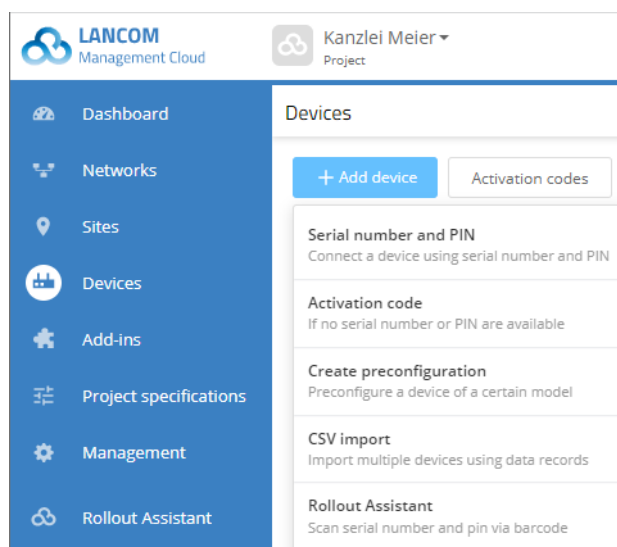 LANCOM
Management Cloud
Kanzlei Meier
Project
Dashboard
Networks
Sites
Devices
Add-ins
Project specifications
Management
Rollout Assistant
Devices
+ Add device
Activation codes
Serial number and PIN
Connect a device using serial number and PIN
Activation code
If no serial number or PIN are available
Create preconfiguration
Preconfigure a device of a certain model
CSV import
Import multiple devices using data records
Rollout Assistant
Scan serial number and pin via barcode